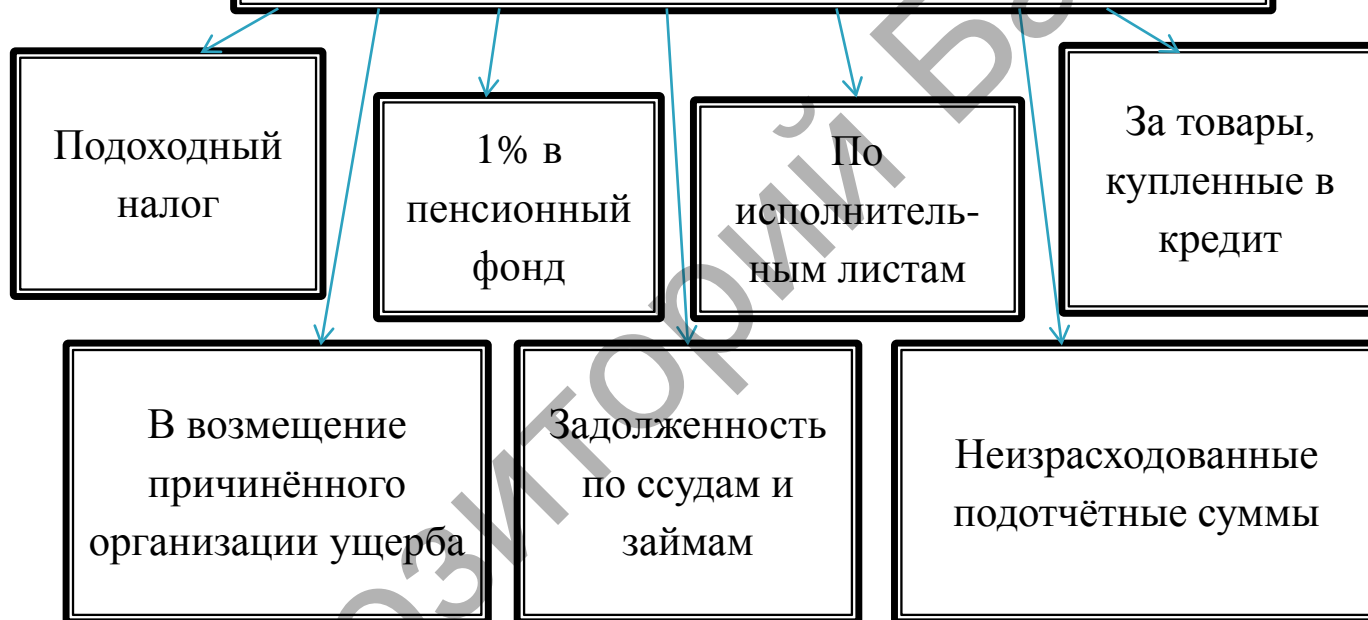 Подоходный
налог
1% в
пенсионный
фонд
По
исполнитель-
ным листам
За товары,
купленные в
кредит
В возмещение
причинённого
организации ущерба
Задолженность
по ссудам и
займам
Неизрасходованные
подотчётные суммы